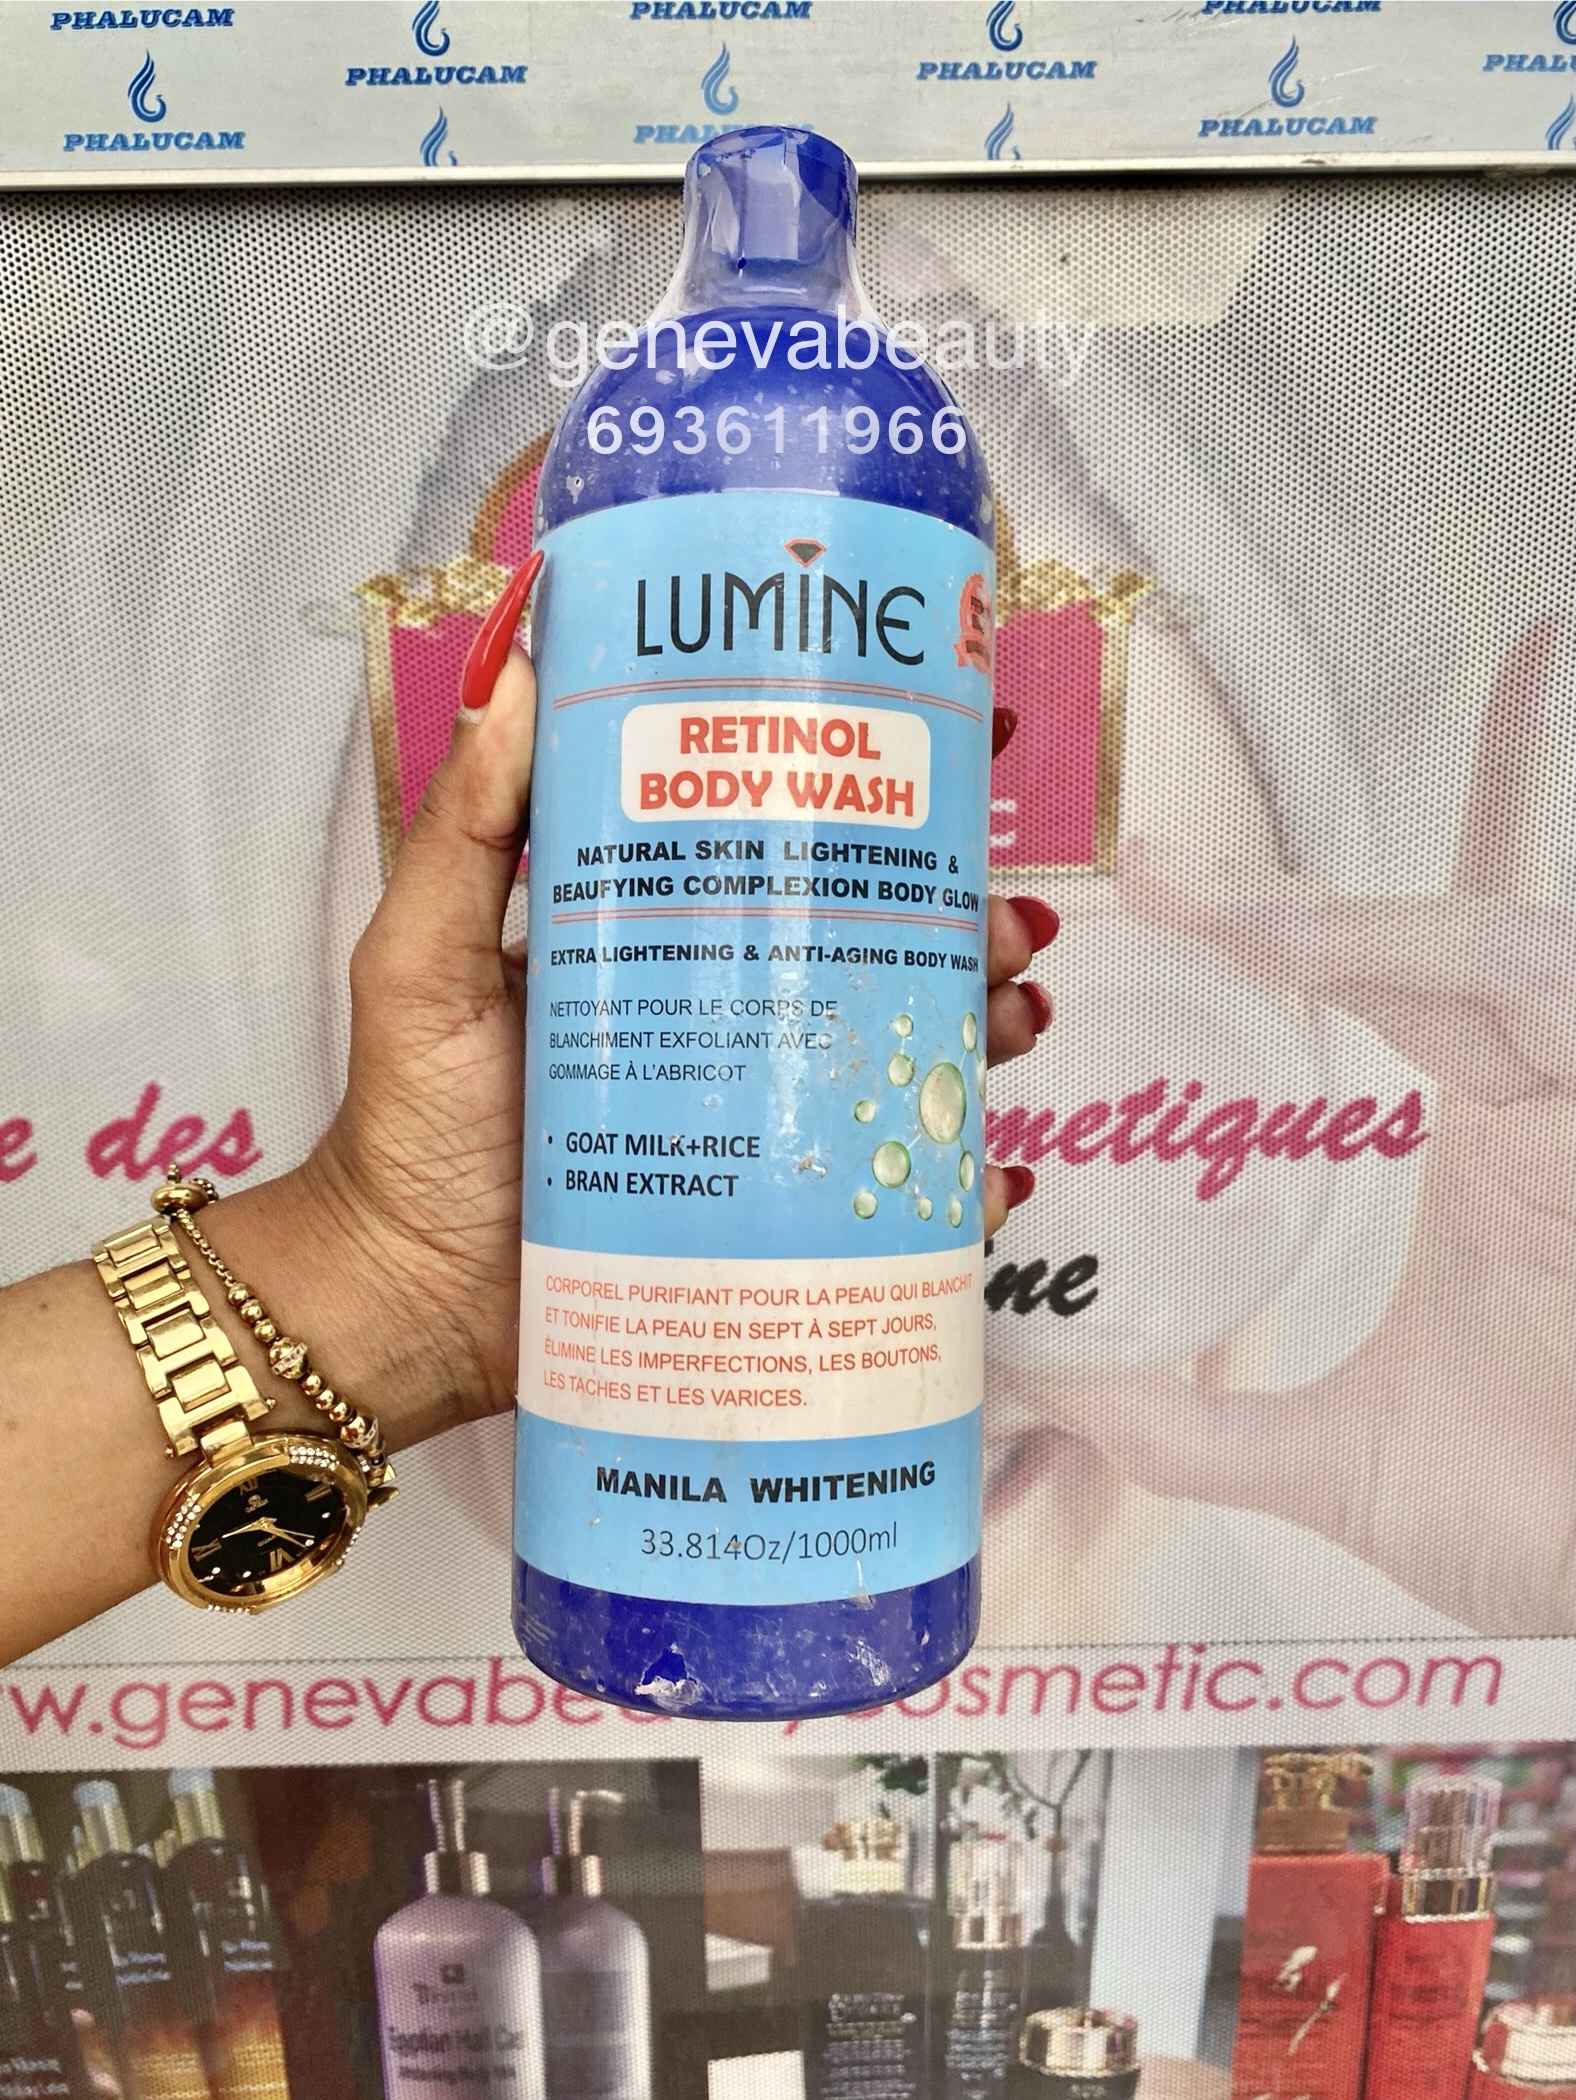 PHALUCAM PHALUCAM PHALUCAM
PHALUCAM PHALUCAM
PHALUCAM PHALUCAM PHALUCAM
@genevabeauty
693611966
LUMINE
RETINOL
BODY WASH
NATURAL SKIN LIGHTENING &
BEAUFYING COMPLEXION BODY GLOW
EXTRA LIGHTENING & ANTI-AGING BODY WASH
NETTOYANT POUR LE CORPS DE
BLANCHIMENT EXFOLIANT AVEC
GOMMAGE À L'ABRICOT
• GOAT MILK+RICE
• BRAN EXTRACT
CORPOREL PURIFIANT POUR LA PEAU QUI BLANCHIT
ET TONIFIE LA PEAU EN SEPT À SEPT JOURS,
ÉLIMINE LES IMPERFECTIONS, LES BOUTONS,
LES TACHES ET LES VARICES.
MANILA WHITENING
33.814Oz/1000ml
e des metiques
ine
w.genevabe osmetic.com